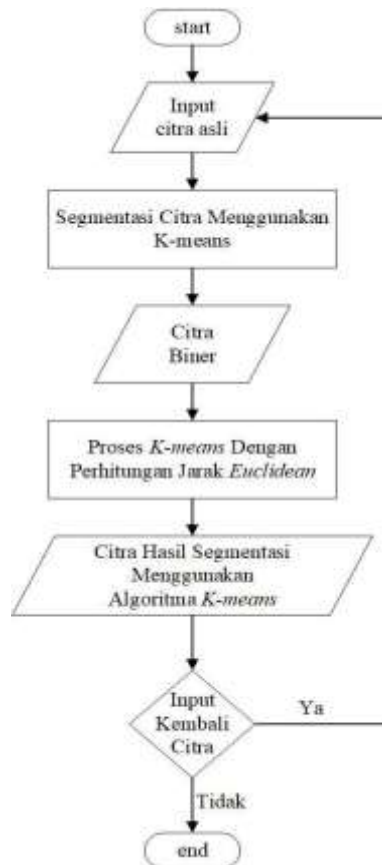 start
Input
citra asli
Segmentasi Citra Menggunakan
K-means
Citra
Biner
Proses K-means Dengan
Perhitungan Jarak Euclidean
Citra Hasil Segmentasi
Menggunakan
Algoritma K-means
Input
Kembali
Citra
Ya
Tidak
end